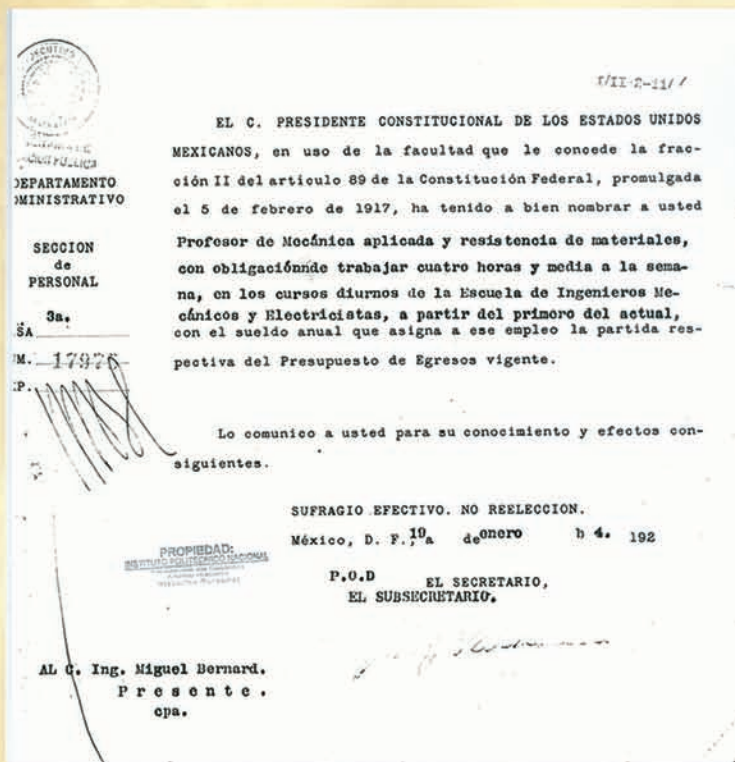 I/II-2-11/
EL C. PRESIDENTE CONSTITUCIONAL DE LOS ESTADOS UNIDOS
MEXICANOS, en uso de la facultad que le concede la frac-
ción II del articulo 89 de la Constitución Federal, promulgada
el 5 de febrero de 1917, ha tenido a bien nombrar a usted
Profesor de Mecánica aplicada y resistencia de materiales,
con obligaciónnde trabajar cuatro horas y media a la sema-
na, en los cursos diurnos de la Escuela de Ingenieros Me-
cánicos y Electricistas, a partir del primero del actual,
con el sueldo anual que asigna a ese empleo la partida res-
pectiva del Presupuesto de Egresos vigente.
DEPARTAMENTO
DMINISTRATIVO
SECCION
de
PERSONAL
3a.
SA
M. 17976
P.
Lo comunico a usted para su conocimiento y efectos con-
siguientes.
SUFRAGIO EFECTIVO. NO REELECCION.
México, D. F., a de enero 4. 192
PROPIEDAD:
INSTITUTO POLITECNICO NACIONAL
P.O.D EL SECRETARIO,
EL SUBSECRETARIO.
AL C. Ing. Miguel Bernard.
Presente.
cpa.